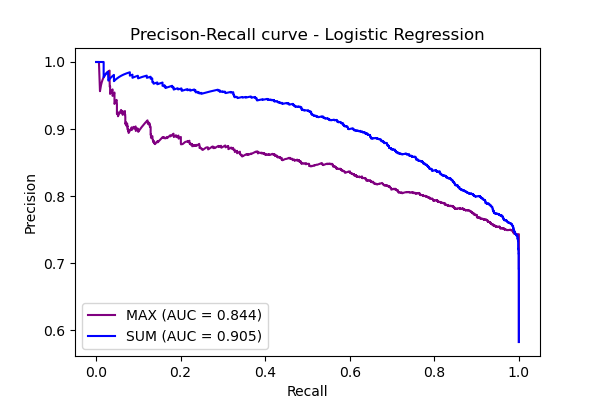 Precison-Recall curve - Logistic Regression
1.0
0.9
0.8
0.7
0.6
Precision
MAX (AUC = 0.844)
SUM (AUC = 0.905)
0.0 0.2 0.4 0.6 0.8 1.0
Recall